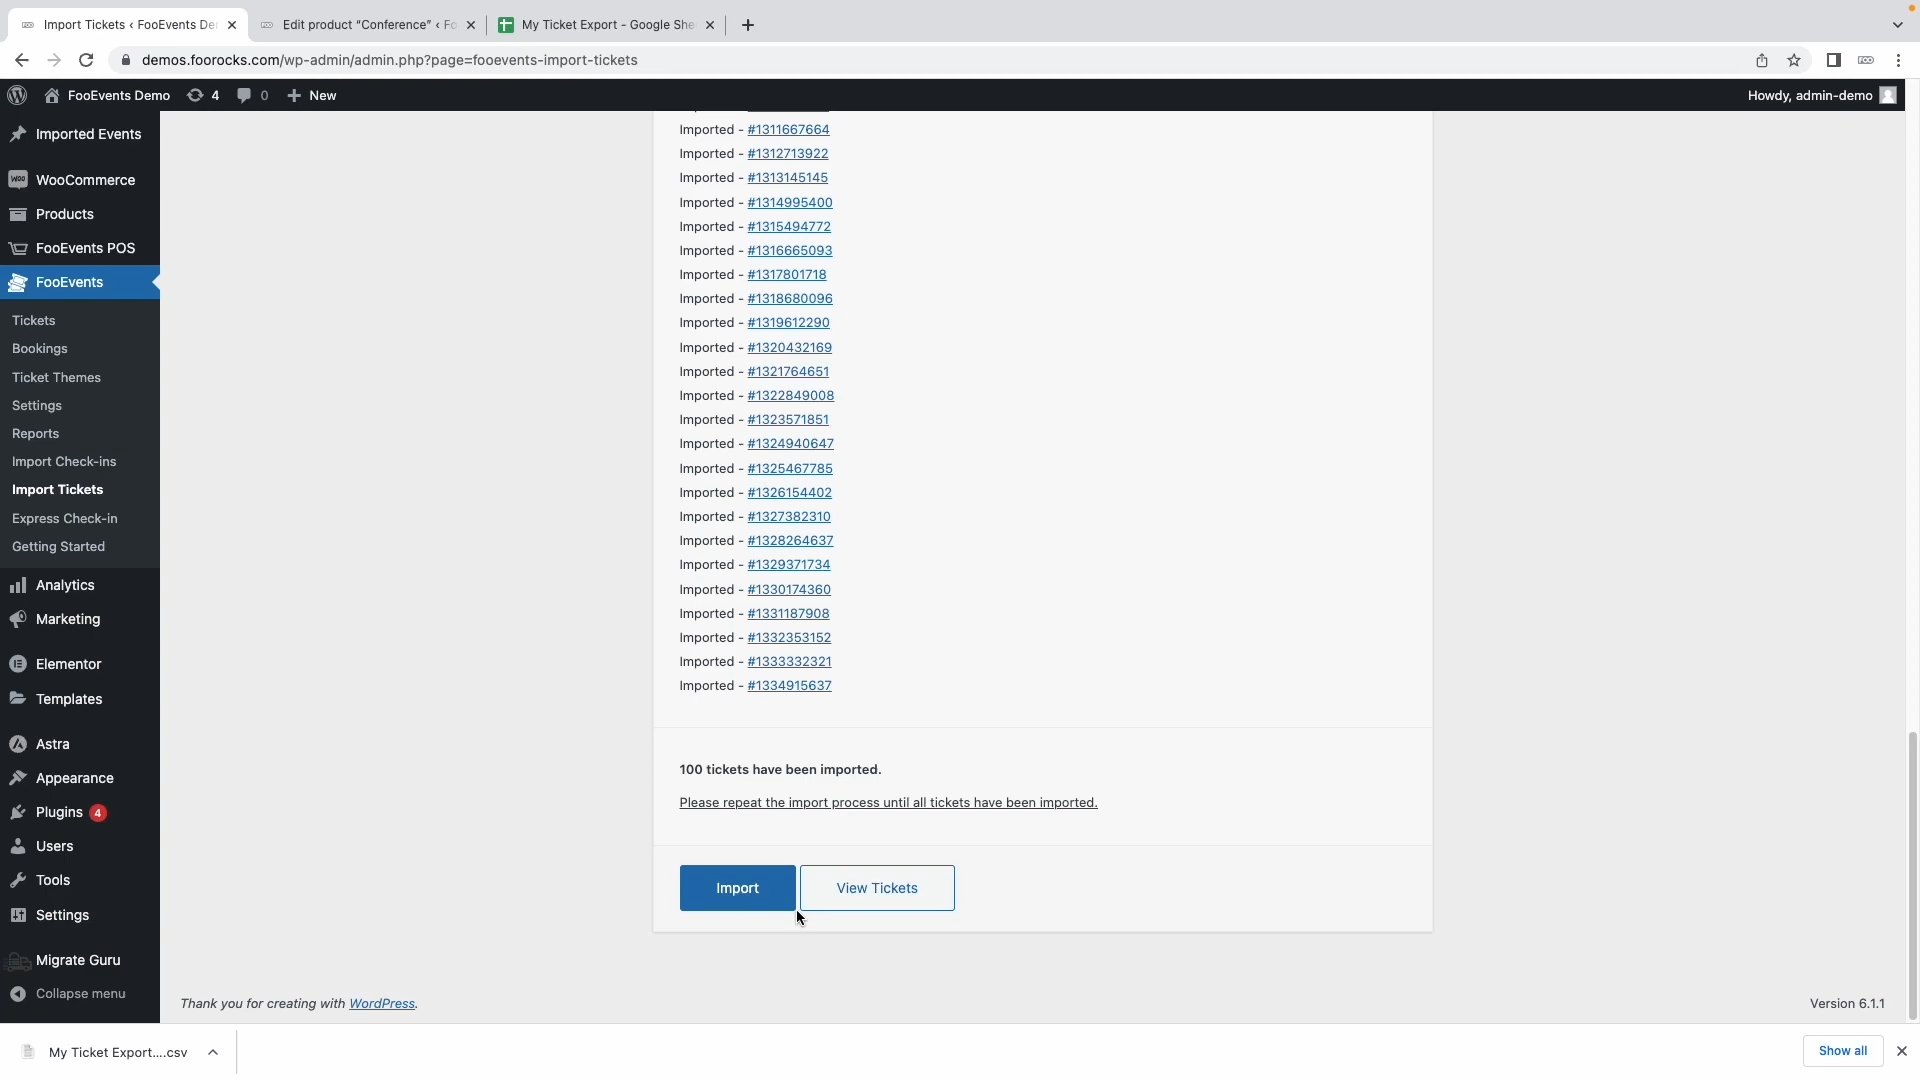 Import Tickets ‹ FooEvents De
Edit product “Conference” ‹ Fo
My Ticket Export - Google She
demos.foorocks.com/wp-admin/admin.php?page=fooevents-import-tickets
FooEvents Demo
4
0
New
Howdy, admin-demo
Imported Events
WooCommerce
Products
FooEvents POS
FooEvents
Tickets
Bookings
Ticket Themes
Settings
Reports
Import Check-ins
Import Tickets
Express Check-in
Getting Started
Analytics
Marketing
Elementor
Templates
Astra
Appearance
Plugins 4
Users
Tools
Settings
Migrate Guru
Collapse menu
Imported - #1311667664
Imported - #1312713922
Imported - #1313145145
Imported - #1314995400
Imported - #1315494772
Imported - #1316665093
Imported - #1317801718
Imported - #1318680096
Imported - #1319612290
Imported - #1320432169
Imported - #1321764651
Imported - #1322849008
Imported - #1323571851
Imported - #1324940647
Imported - #1325467785
Imported - #1326154402
Imported - #1327382310
Imported - #1328264637
Imported - #1329371734
Imported - #1330174360
Imported - #1331187908
Imported - #1332353152
Imported - #1333332321
Imported - #1334915637
100 tickets have been imported.
Please repeat the import process until all tickets have been imported.
Import
View Tickets
Thank you for creating with WordPress.
Version 6.1.1
My Ticket Export....csv
Show all